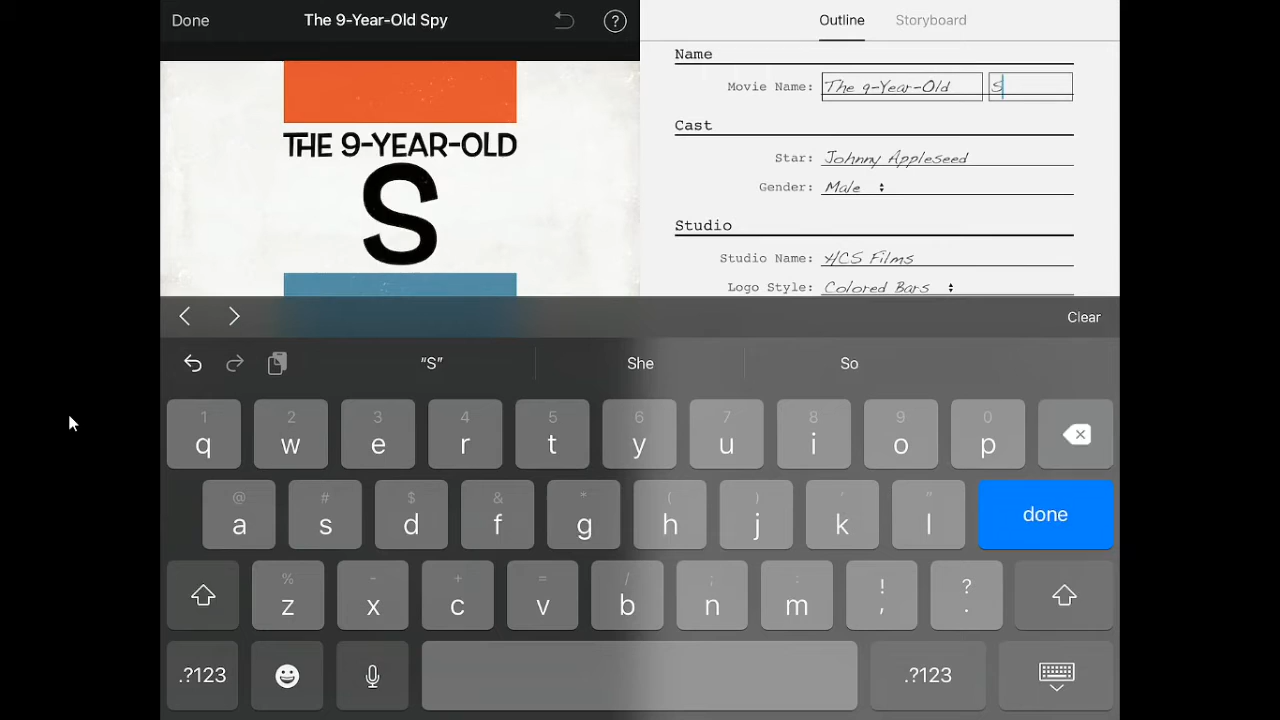 Done
The 9-Year-Old Spy
?
Outline
Storyboard
THE 9-YEAR-OLD
S
Name
Movie Name: The 9-Year-Old S
Cast
Star: Johnny Appleseed
Gender: Male
Studio
Studio Name: HCS Films
Logo Style: Colored Bars
Clear
"S"
She
So
1 2 3 4 5 6 7 8 9 0
q w e r t y u i o p
@ # $ & * ( ) ' "
a s d f g h j k l done
% - + = / ; : ! ?
z x c v b n m , .
.?123 .?123